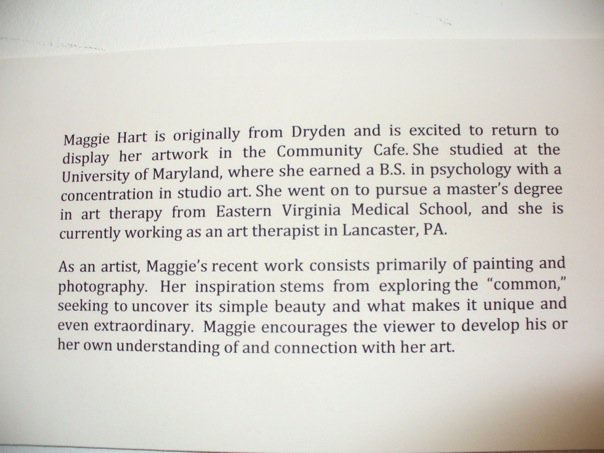 Maggie Hart is originally from Dryden and is excited to return to
display her artwork in the Community Cafe. She studied at the
University of Maryland, where she earned a B.S. in psychology with a
concentration in studio art. She went on to pursue a master's degree
in art therapy from Eastern Virginia Medical School, and she is
currently working as an art therapist in Lancaster, PA.
As an artist, Maggie's recent work consists primarily of painting and
photography. Her inspiration stems from exploring the “common,”
seeking to uncover its simple beauty and what makes it unique and
even extraordinary. Maggie encourages the viewer to develop his or
her own understanding of and connection with her art.